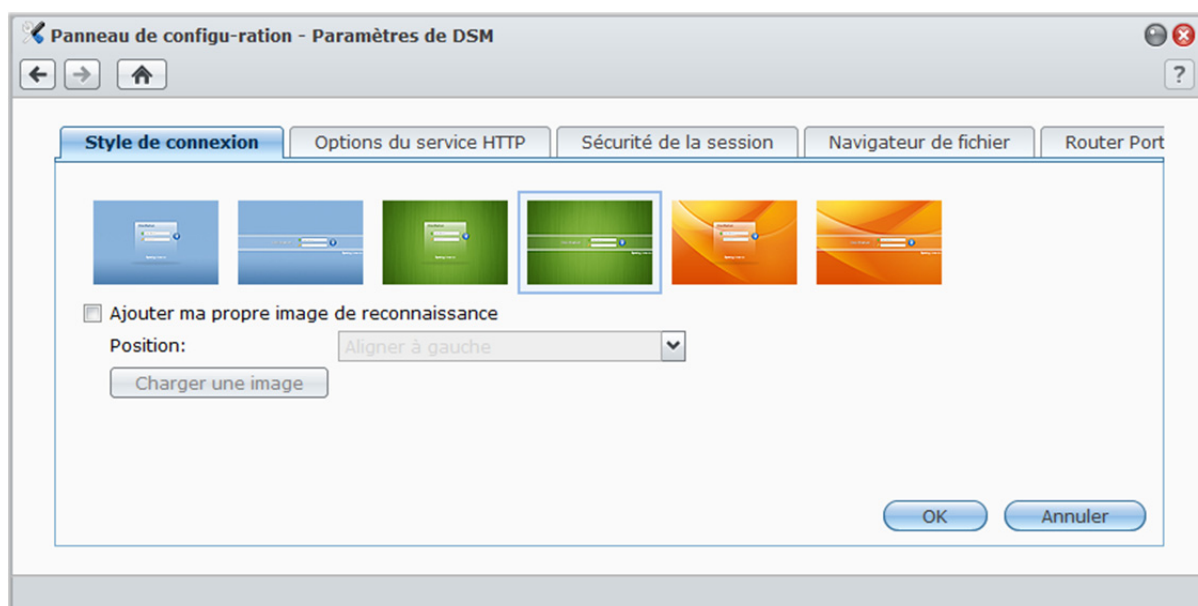 Panneau de configu-ration - Paramètres de DSM
?
Style de connexion
Options du service HTTP
Sécurité de la session
Navigateur de fichier
Router Port
Ajouter ma propre image de reconnaissance
Position:
Aligner à gauche
Charger une image
OK
Annuler